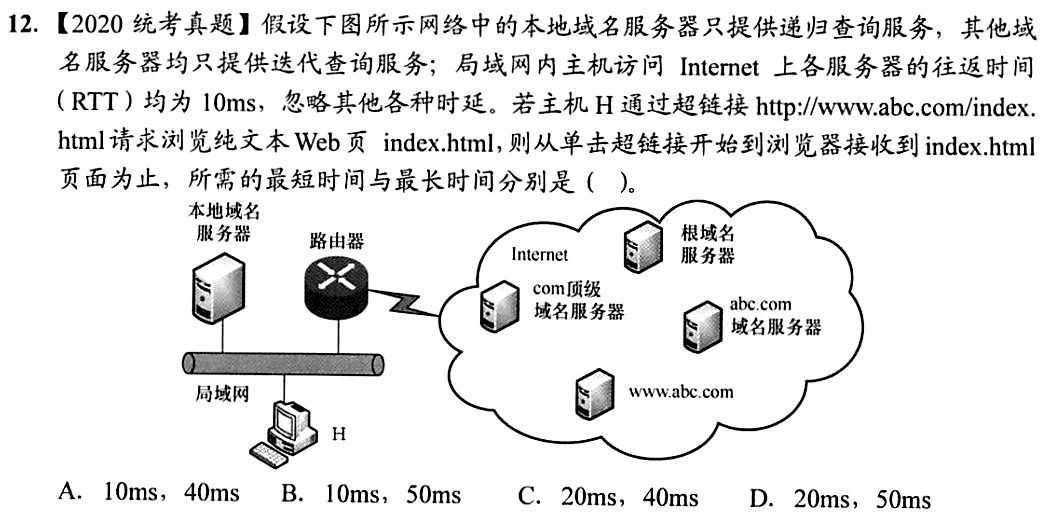 12. 【2020 统考真题】假设下图所示网络中的本地域名服务器只提供递归查询服务，其他域
名服务器均只提供迭代查询服务；局域网内主机访问 Internet 上各服务器的往返时间
（RTT）均为 10ms，忽略其他各种时延。若主机 H 通过超链接 http://www.abc.com/index.
html请求浏览纯文本 Web 页 index.html，则从单击超链接开始到浏览器接收到 index.html
页面为止，所需的最短时间与最长时间分别是（ ）。
本地域名
服务器
路由器
Internet
根域名
服务器
com顶级
域名服务器
abc.com
域名服务器
www.abc.com
局域网
H
A. 10ms，40ms B. 10ms，50ms C. 20ms，40ms D. 20ms，50ms